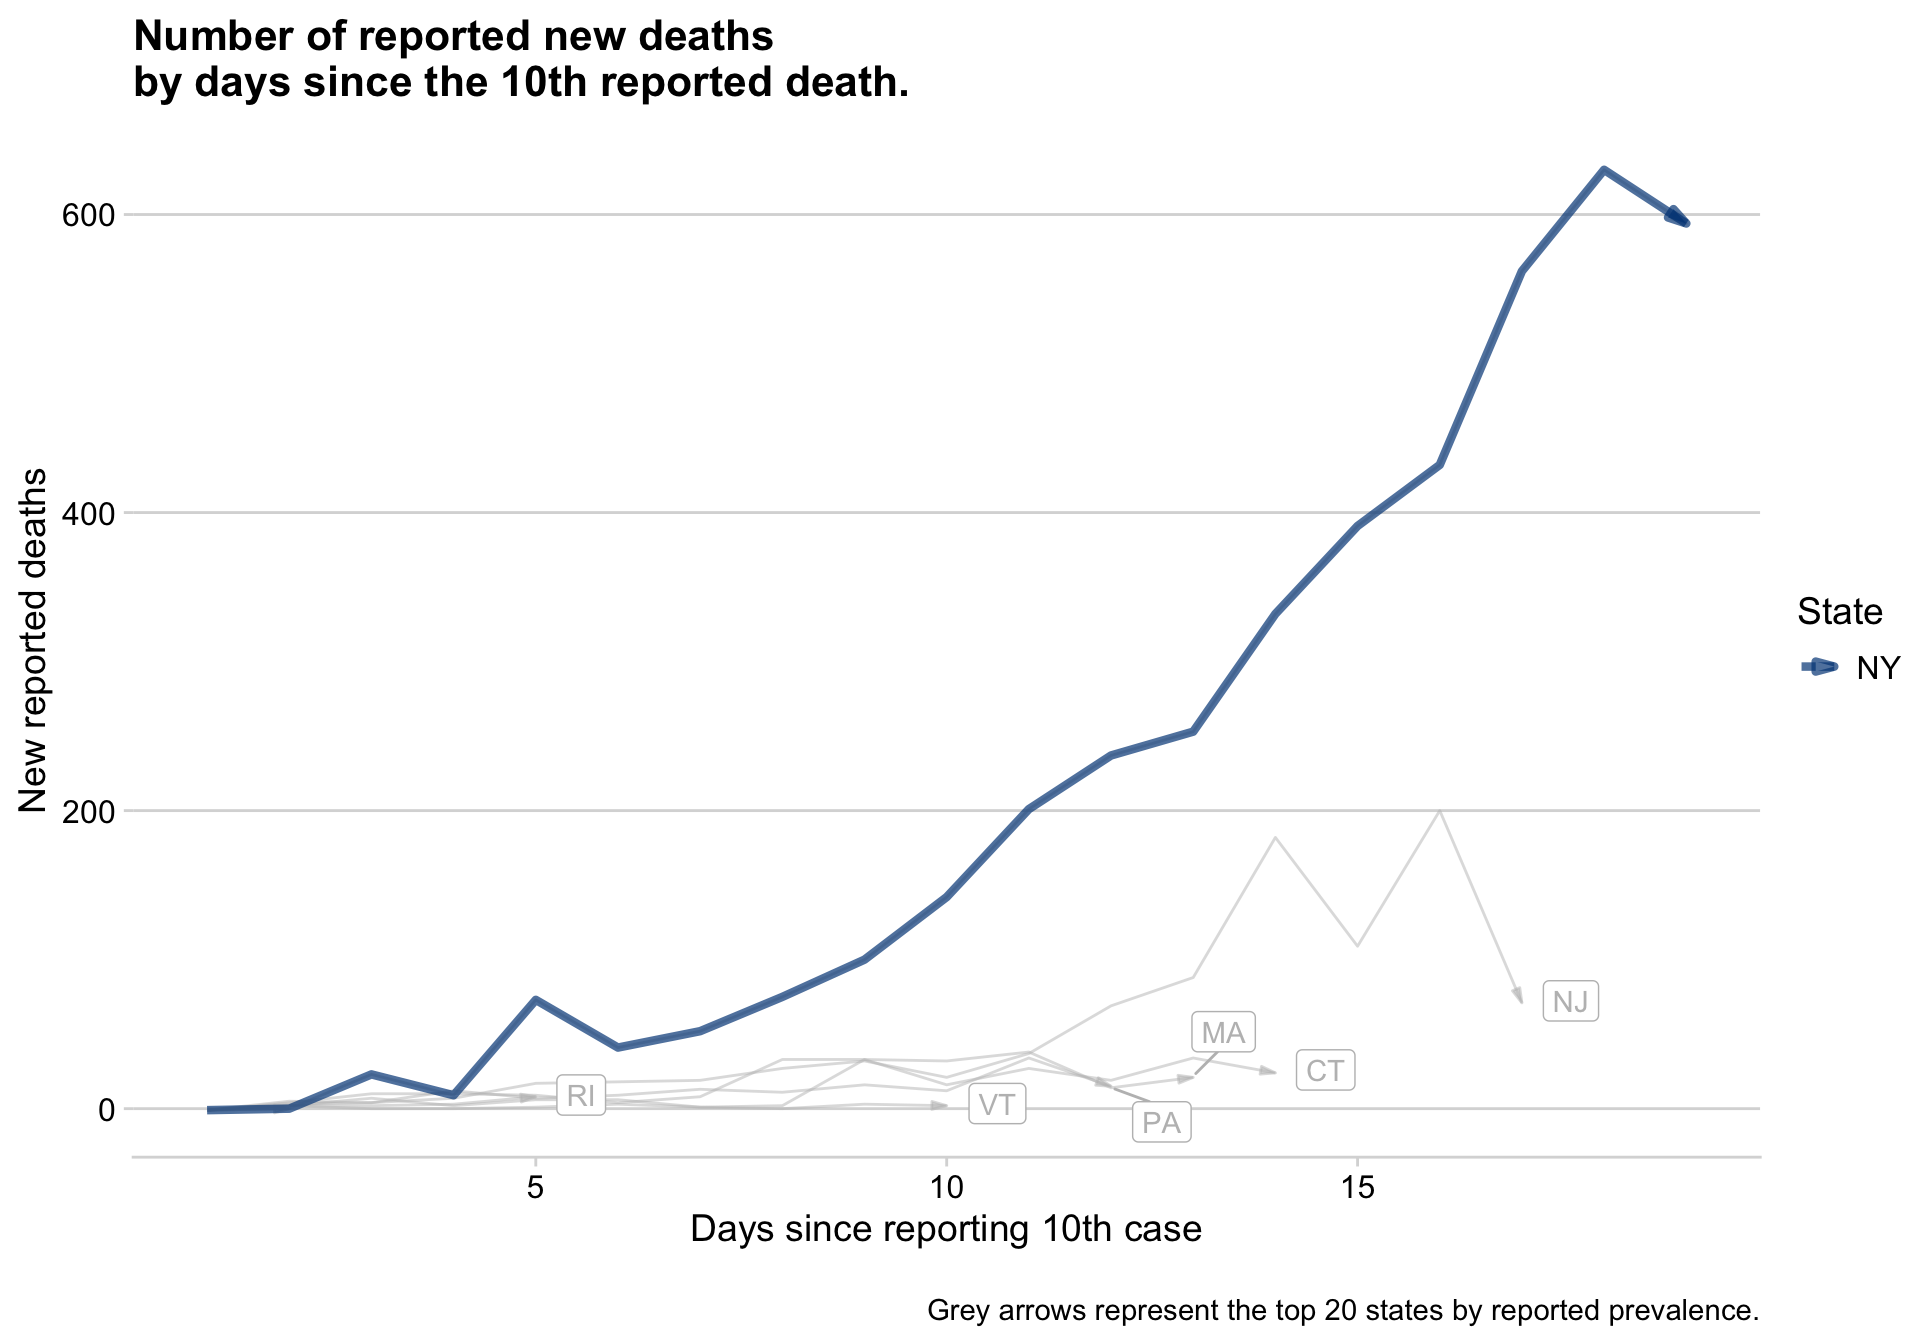 Number of reported new deaths
by days since the 10th reported death.
New reported deaths
600
400
200
0
5
10
15
RI
VT
MA
PA
CT
NJ
State
NY
Days since reporting 10th case
Grey arrows represent the top 20 states by reported prevalence.